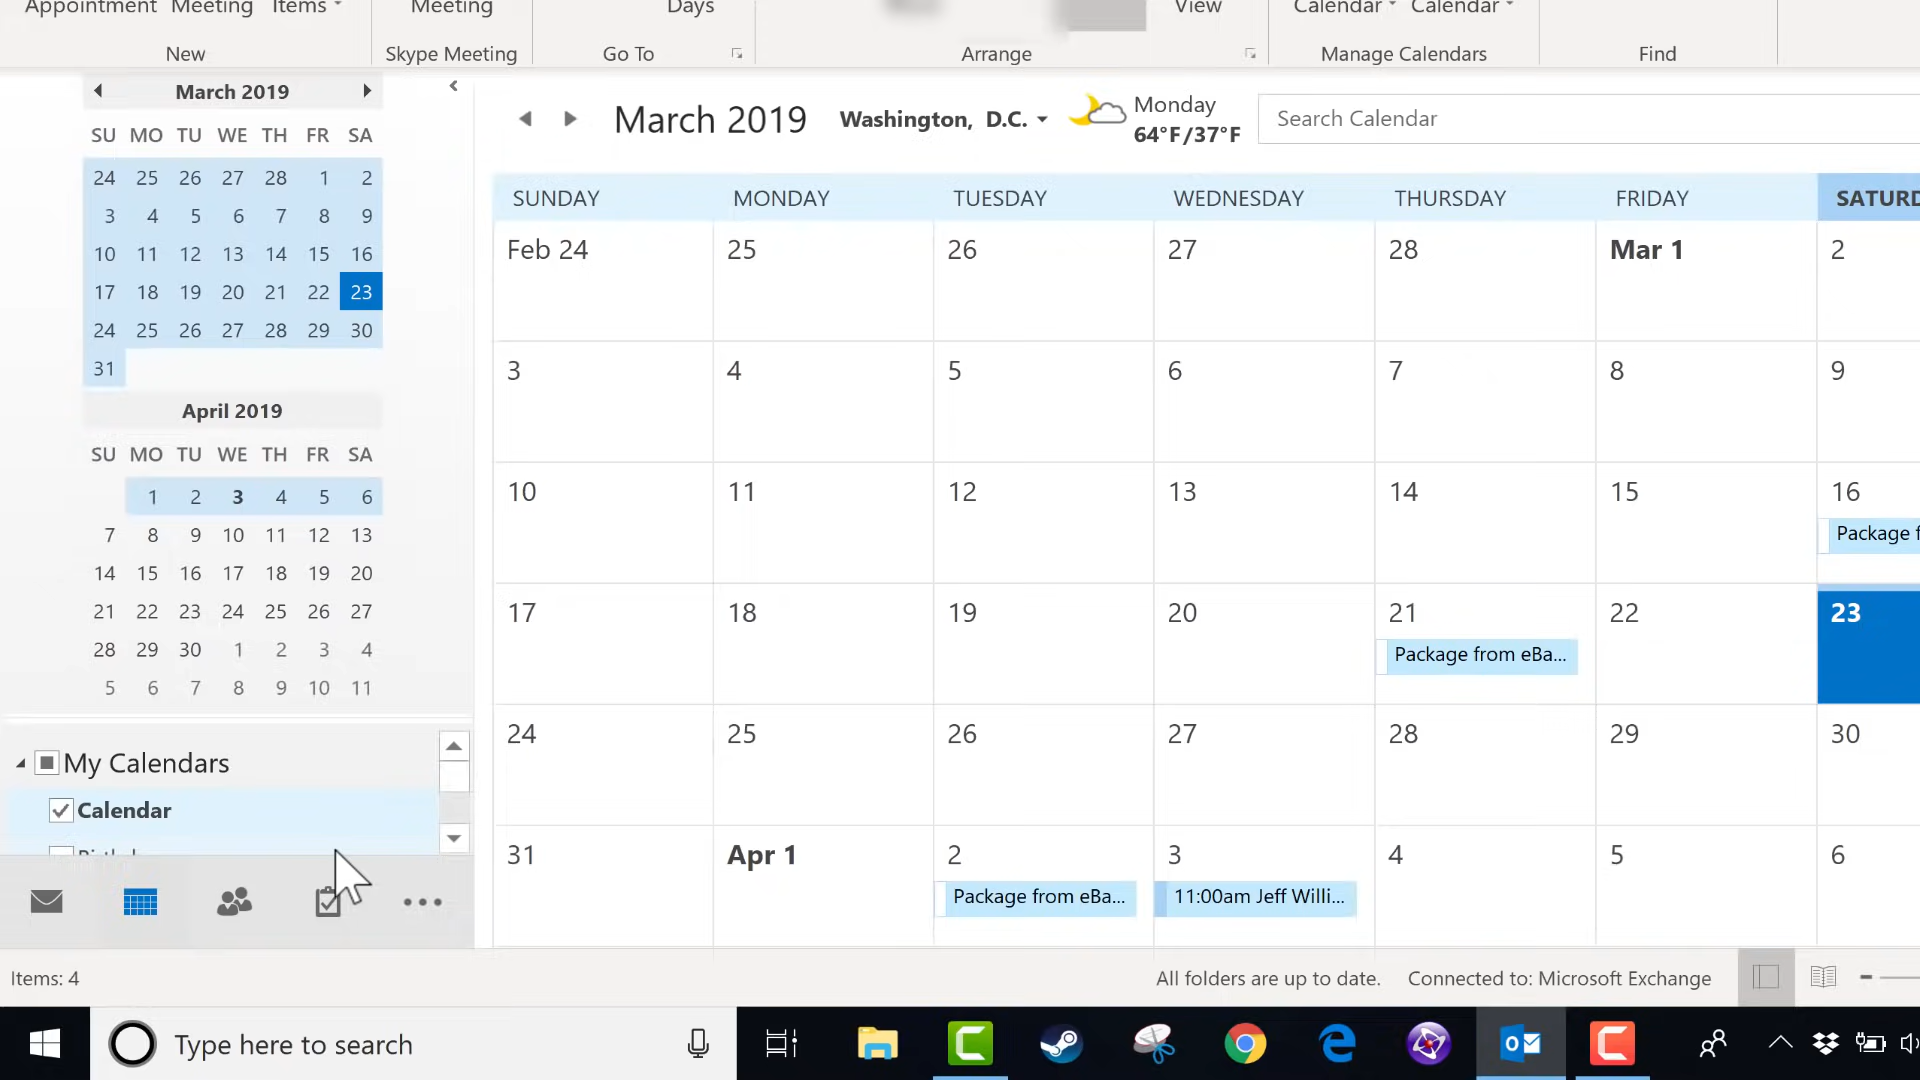 Appointment Meeting Items
Meeting
Days
View
Calendar Calendar
New
Skype Meeting
Go To
Arrange
Manage Calendars
Find
March 2019
SU MO TU WE TH FR SA
24 25 26 27 28 1 2
3 4 5 6 7 8 9
10 11 12 13 14 15 16
17 18 19 20 21 22 23
24 25 26 27 28 29 30
31
April 2019
SU MO TU WE TH FR SA
1 2 3 4 5 6
7 8 9 10 11 12 13
14 15 16 17 18 19 20
21 22 23 24 25 26 27
28 29 30 1 2 3 4
5 6 7 8 9 10 11
My Calendars
Calendar
March 2019
Washington, D.C.
Monday
64°F/37°F
Search Calendar
SUNDAY MONDAY TUESDAY WEDNESDAY THURSDAY FRIDAY SATURD
Feb 24 25 26 27 28 Mar 1 2
3 4 5 6 7 8 9
10 11 12 13 14 15 16
Package f
17 18 19 20 21 22 23
Package from eBa...
24 25 26 27 28 29 30
31 Apr 1 2 3 4 5 6
Package from eBa... 11:00am Jeff Willi...
Items: 4
All folders are up to date.
Connected to: Microsoft Exchange
Type here to search